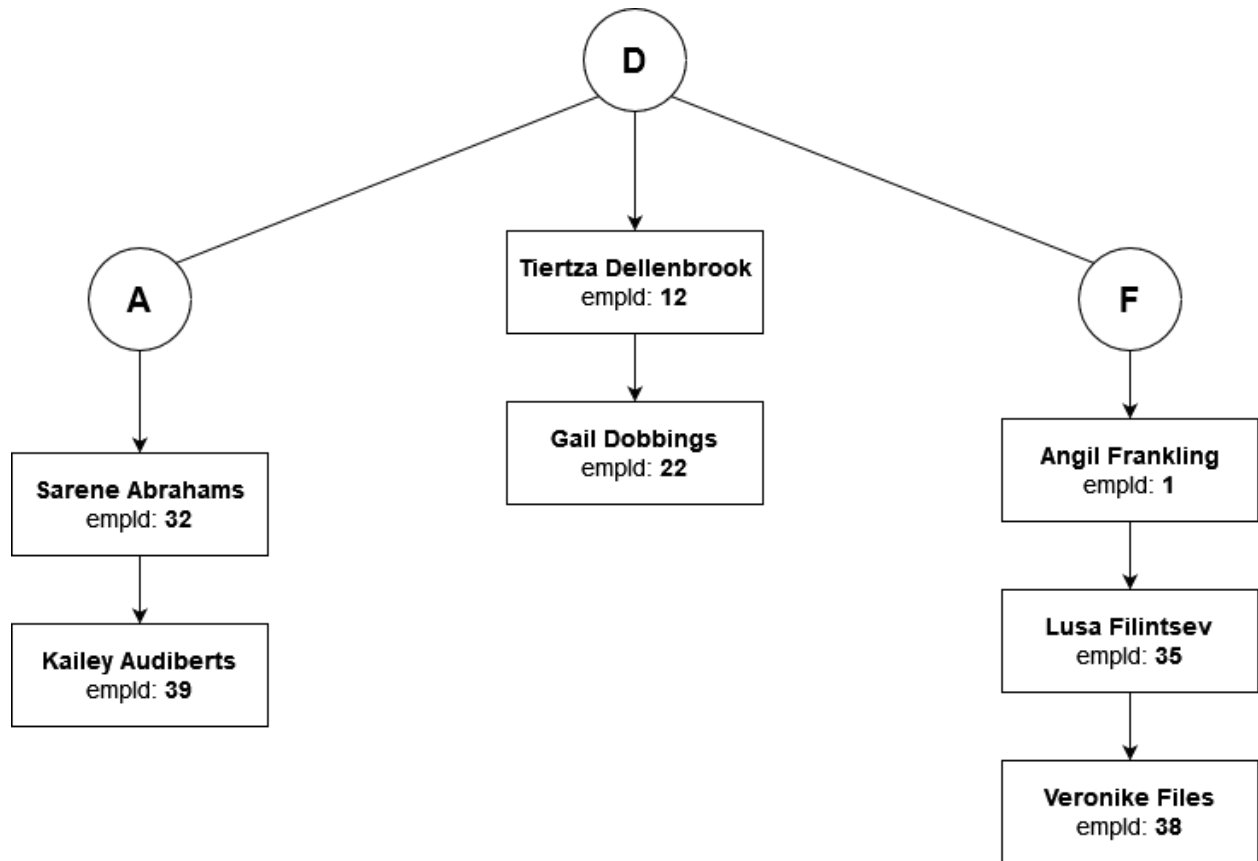 D
A
Tiertza Dellenbrook
empId: 12
F
Gail Dobbings
empId: 22
Angil Frankling
empId: 1
Sarene Abrahams
empId: 32
Lusa Filintsev
empId: 35
Kailey Audiberts
empId: 39
Veronike Files
empId: 38